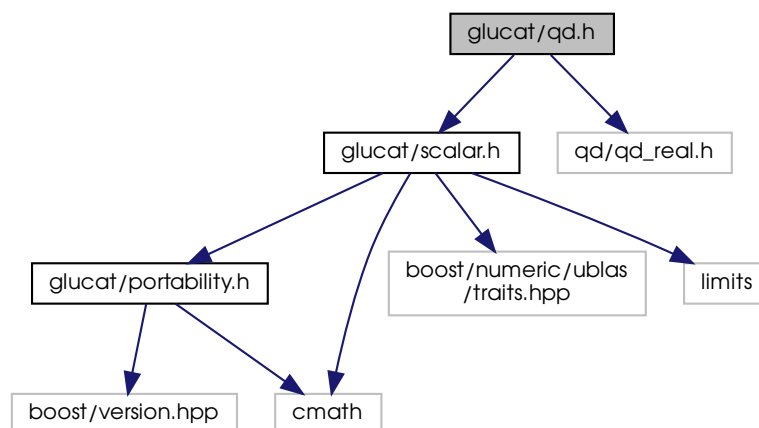 glucat/qd.h
glucat/scalar.h
qd/qd_real.h
glucat/portability.h
boost/numeric/ublas
/traits.hpp
limits
boost/version.hpp
cmath